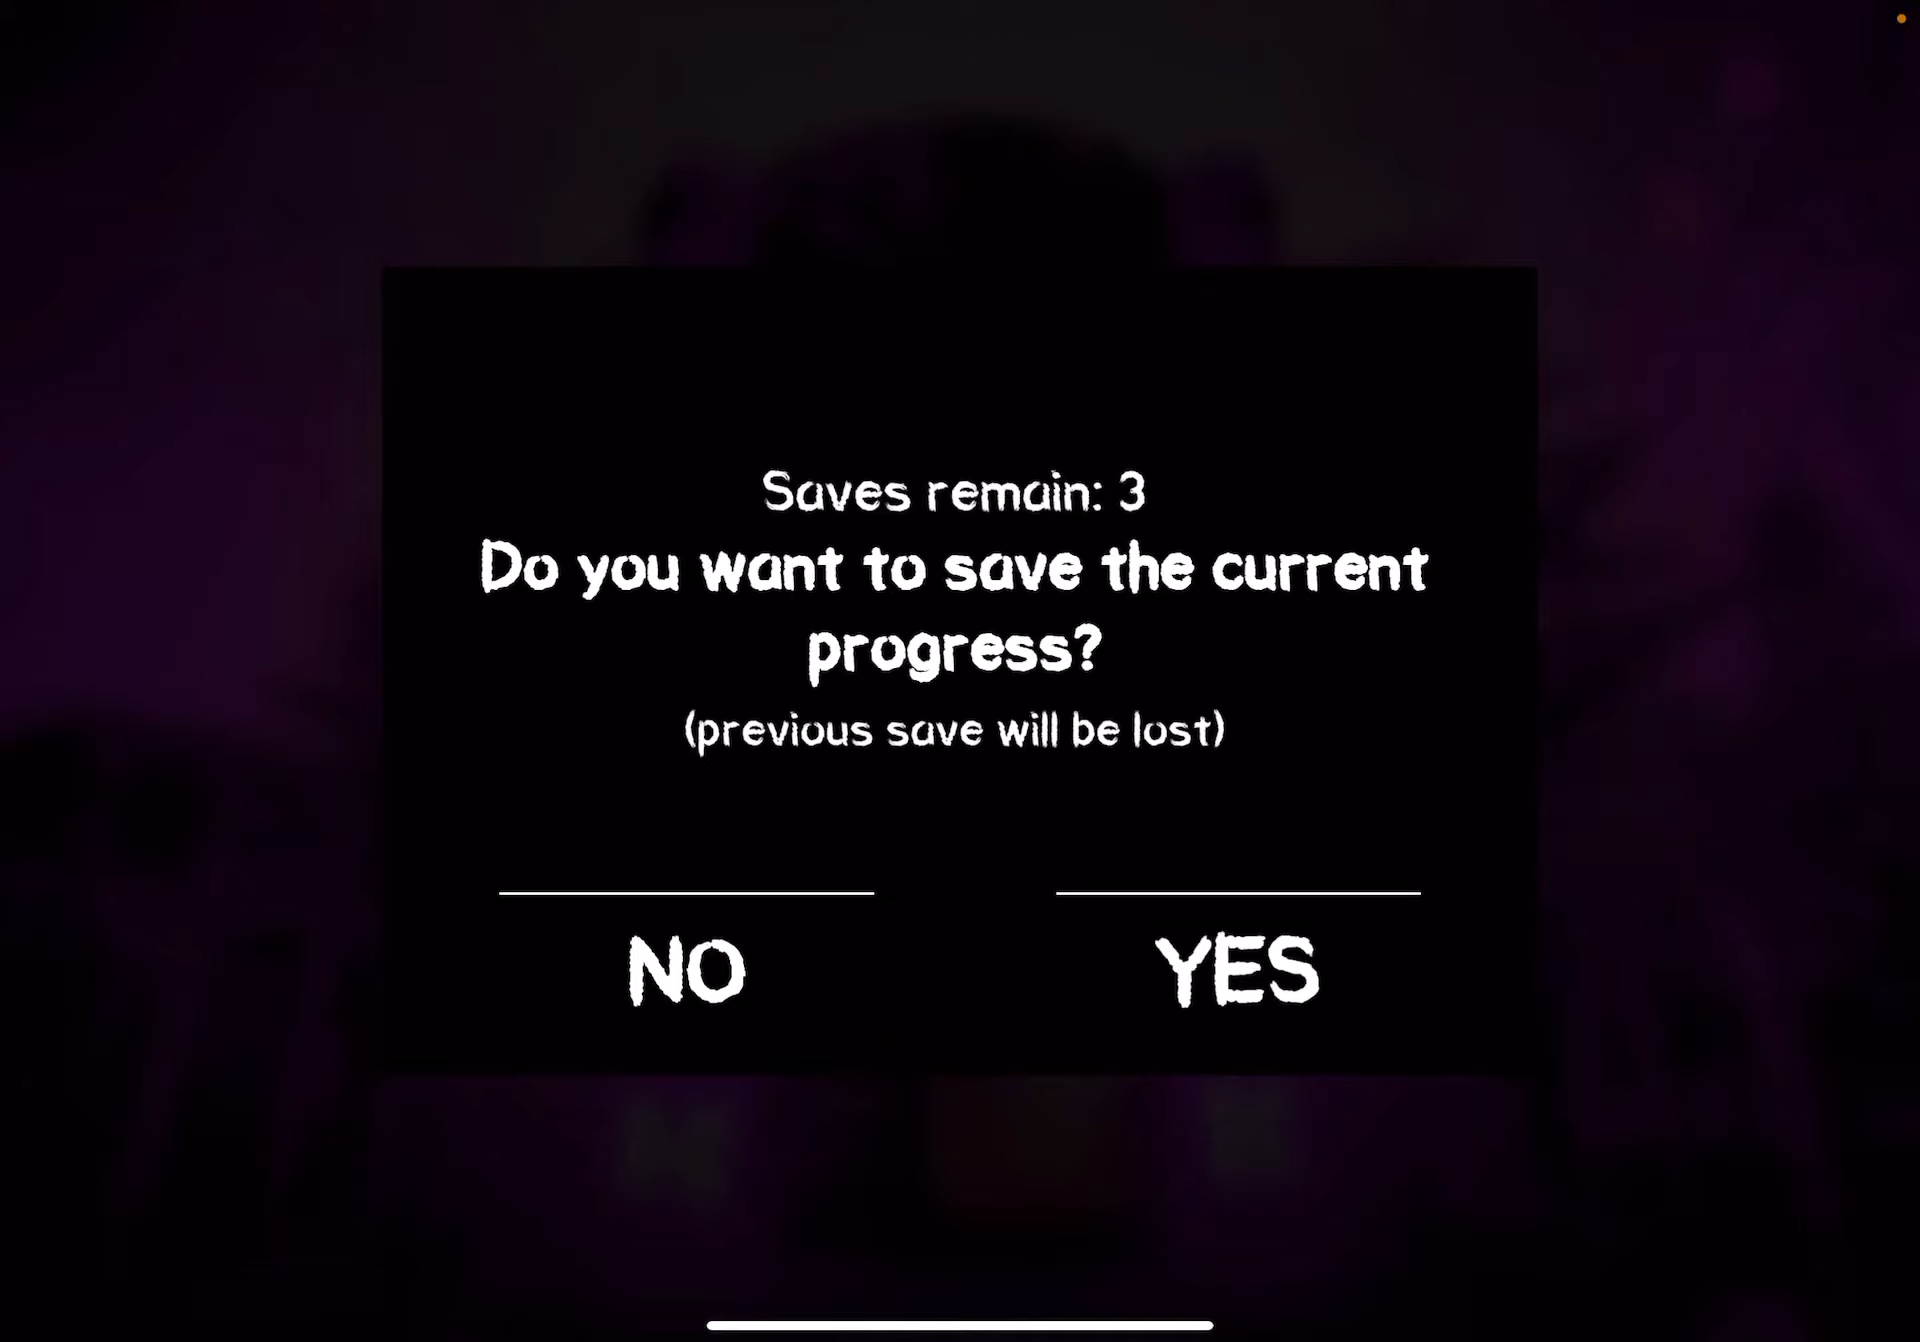 Saves remain: 3
Do you want to save the current
progress?
(previous save will be lost)
NO
YES